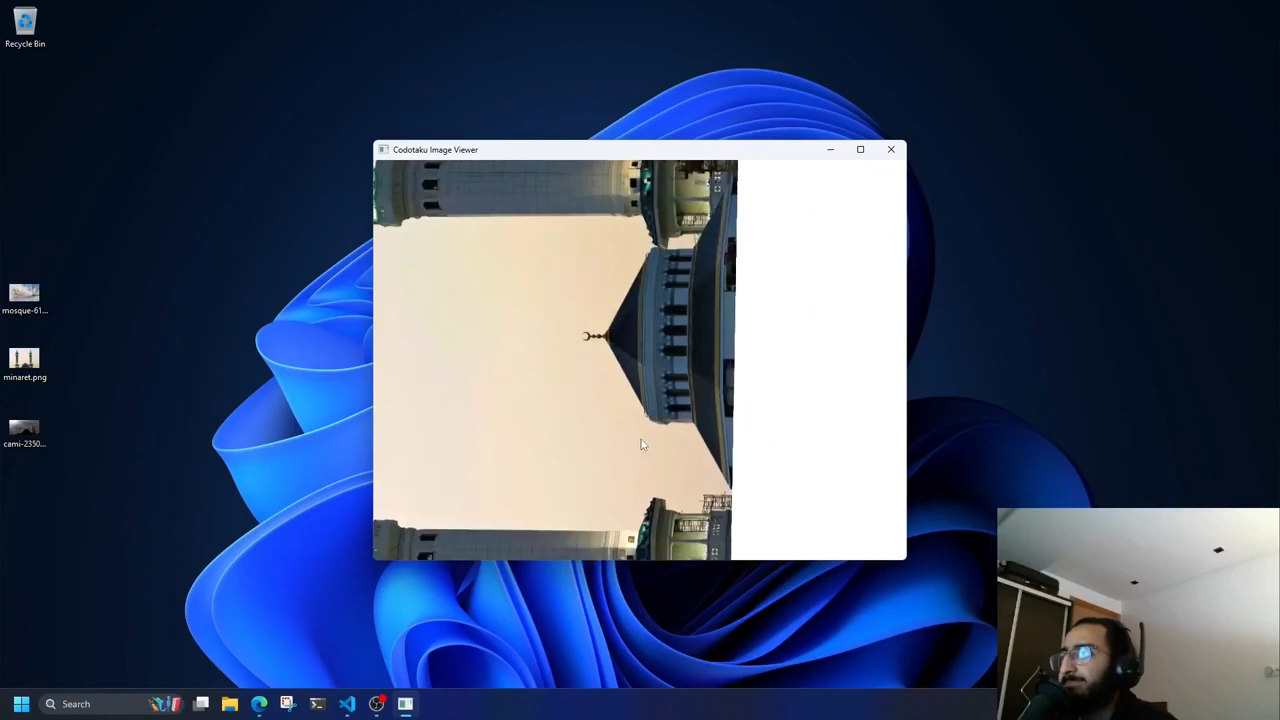 Recycle Bin
Codotaku Image Viewer
mosque-61...
minaret.png
cami-2350...
Search